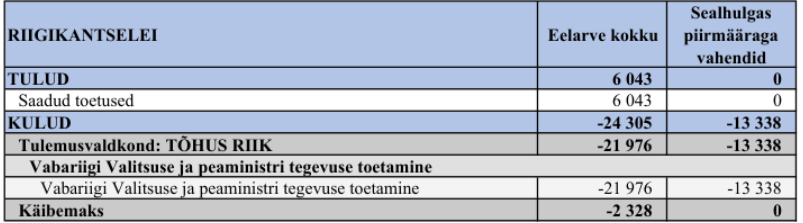 RIIGIKANTSELEI Eelarve kokku Sealhulgas piirmääraga vahendid
TULUD 6 043 0
Saadud toetused 6 043 0
KULUD -24 305 -13 338
Tulemusvaldkond: TÕHUS RIIK -21 976 -13 338
Vabariigi Valitsuse ja peaministri tegevuse toetamine
Vabariigi Valitsuse ja peaministri tegevuse toetamine -21 976 -13 338
Käibemaks -2 328 0